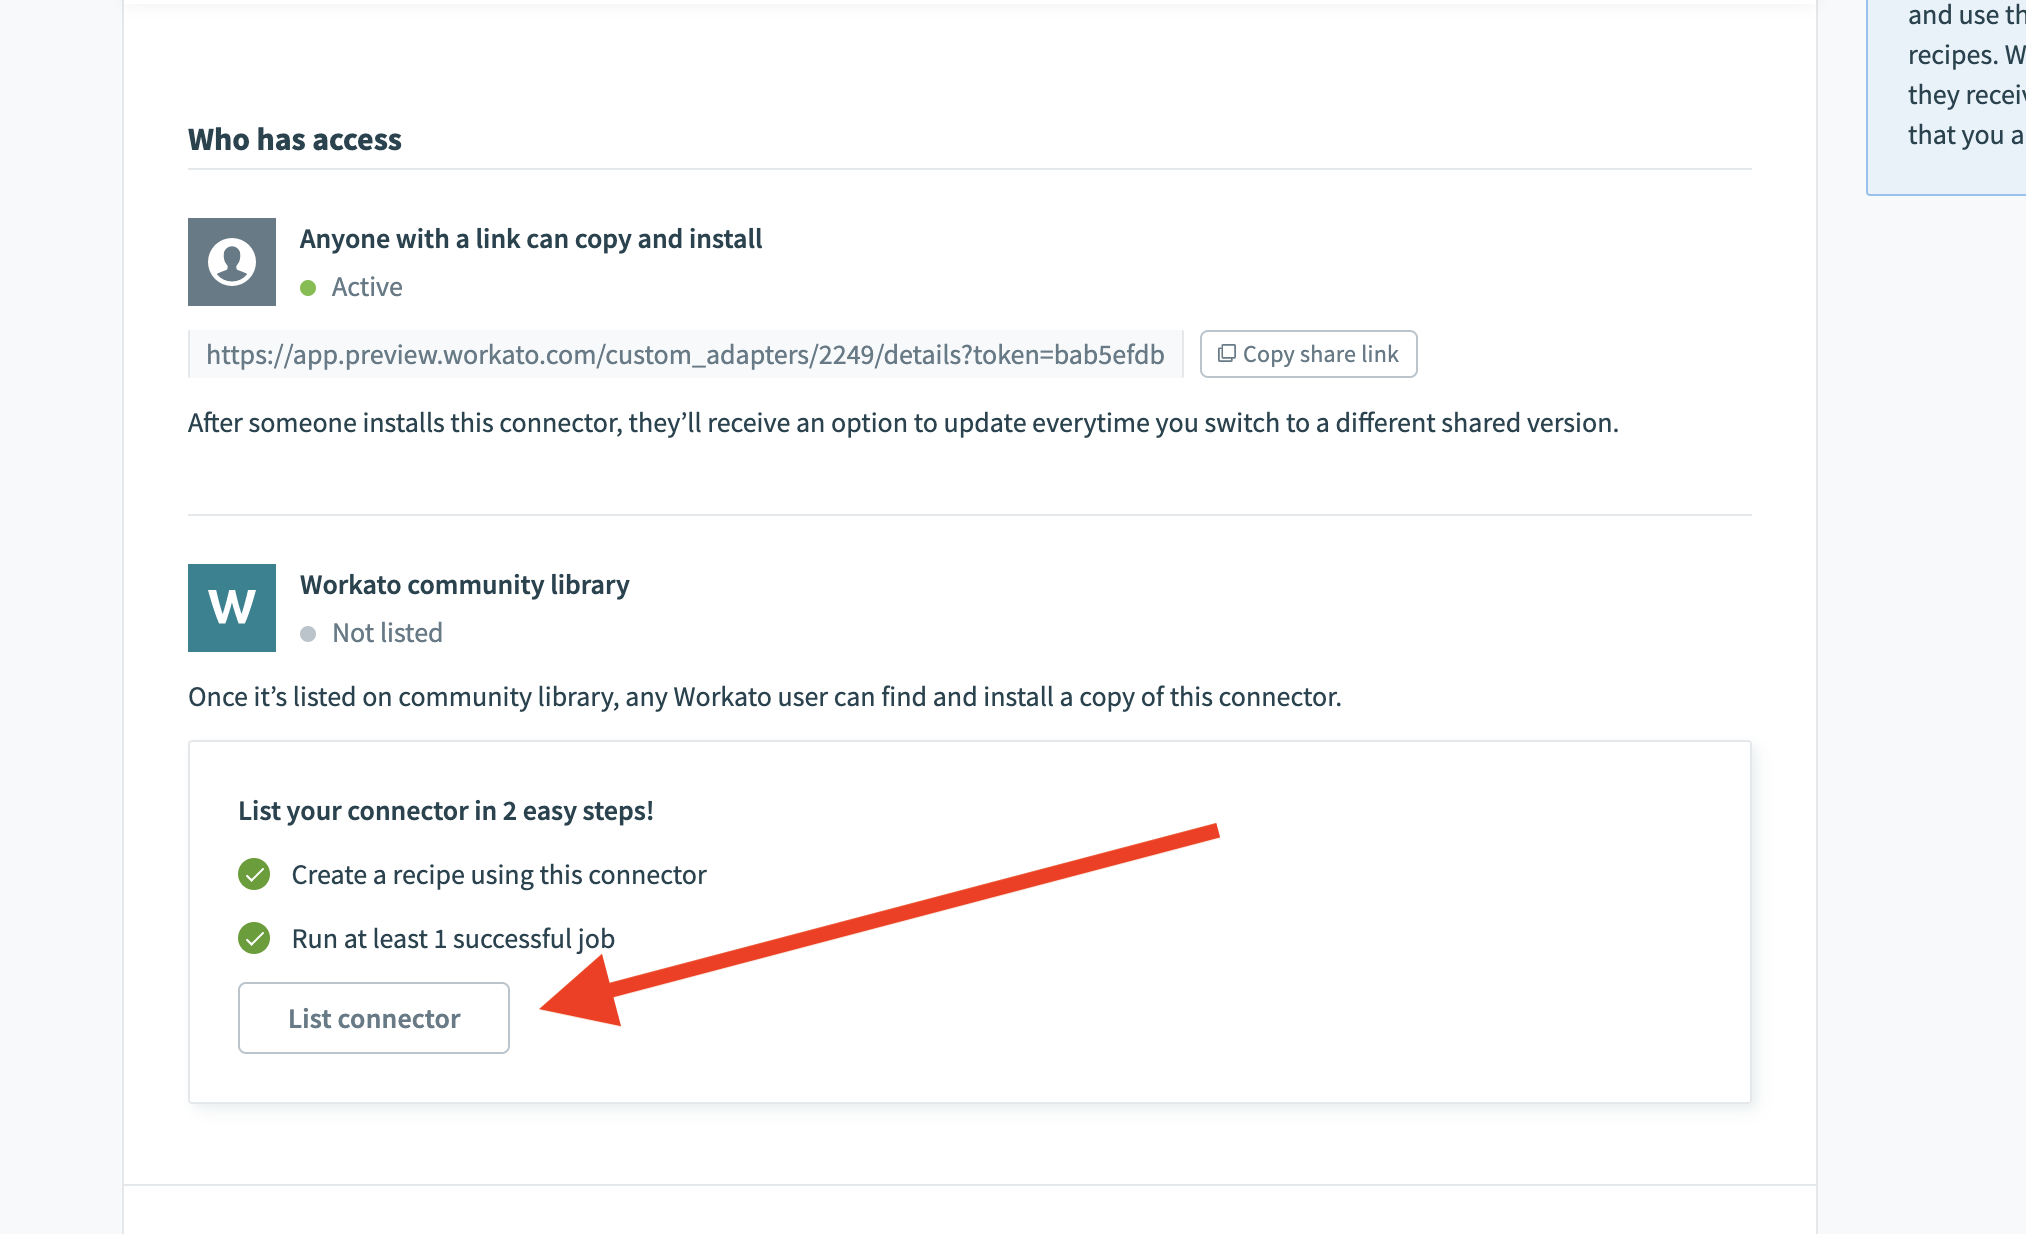 and use th
recipes. W
they receiv
that you a
Who has access
Anyone with a link can copy and install
Active
https://app.preview.workato.com/custom_adapters/2249/details?token=bab5efdb
Copy share link
After someone installs this connector, they’ll receive an option to update everytime you switch to a different shared version.
W
Workato community library
Not listed
Once it’s listed on community library, any Workato user can find and install a copy of this connector.
List your connector in 2 easy steps!
Create a recipe using this connector
Run at least 1 successful job
List connector